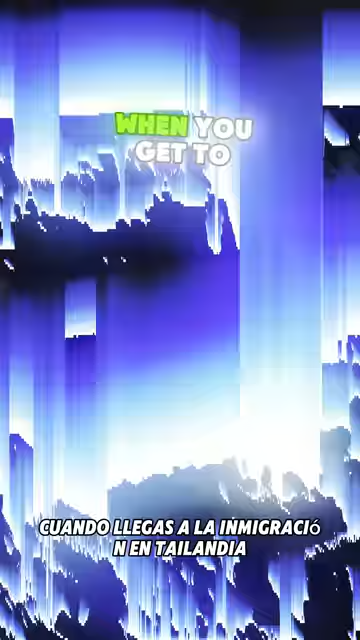 WHEN YOU
GET TO
CUANDO LLEGAS A LA INMIGRACIÓ
N EN TAILANDIA